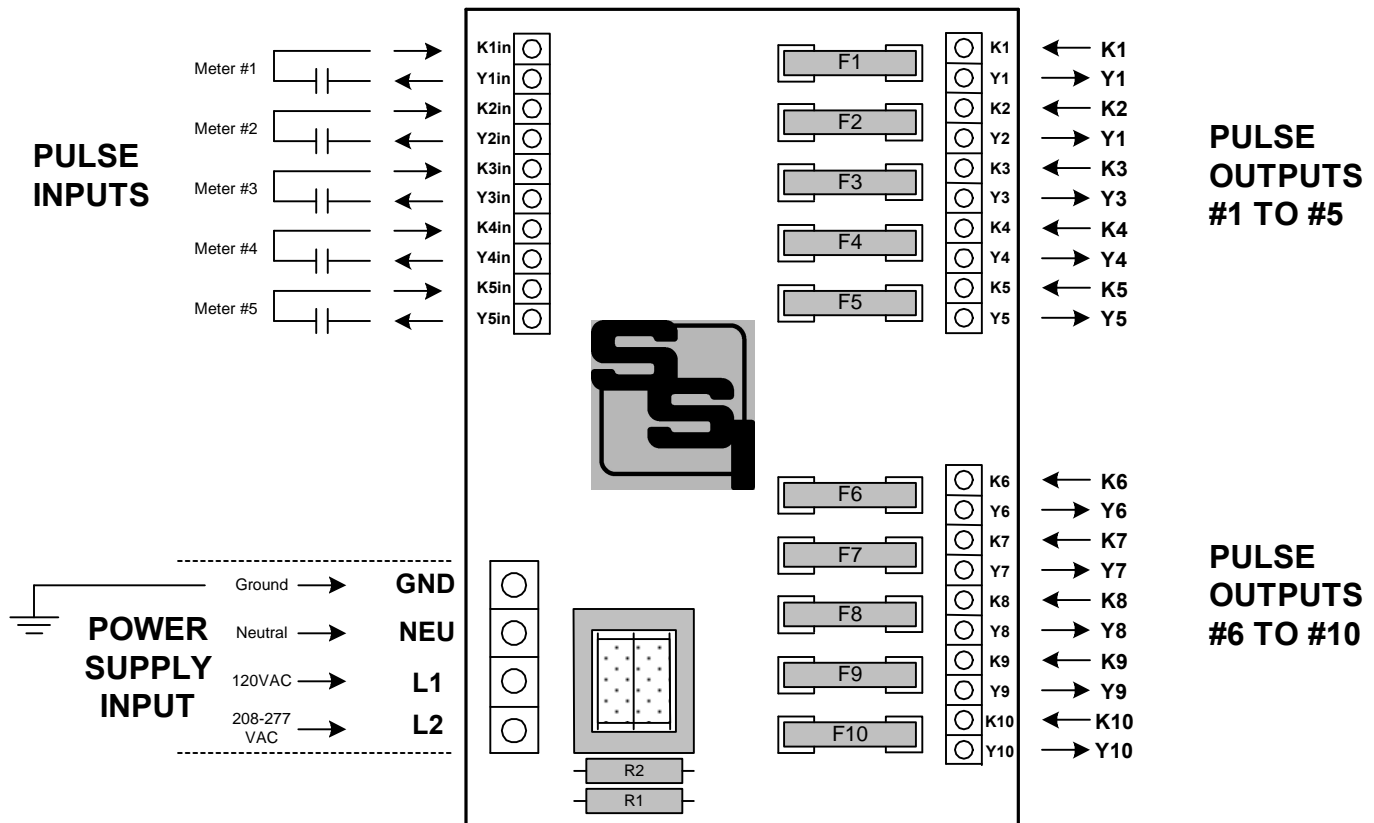 PULSE
INPUTS
Meter #1
Meter #2
Meter #3
Meter #4
Meter #5
K1in
Y1in
K2in
Y2in
K3in
Y3in
K4in
Y4in
K5in
Y5in
F1
F2
F3
F4
F5
K1
Y1
K2
Y2
K3
Y3
K4
Y4
K5
Y5
K1
Y1
K2
Y1
K3
Y3
K4
Y4
K5
Y5
PULSE
OUTPUTS
#1 TO #5
SSI
POWER
SUPPLY
INPUT
Ground
Neutral
120VAC
208-277
VAC
GND
NEU
L1
L2
R2
R1
F6
F7
F8
F9
F10
K6
Y6
K7
Y7
K8
Y8
K9
Y9
K10
Y10
K6
Y6
K7
Y7
K8
Y8
K9
Y9
K10
Y10
PULSE
OUTPUTS
#6 TO #10